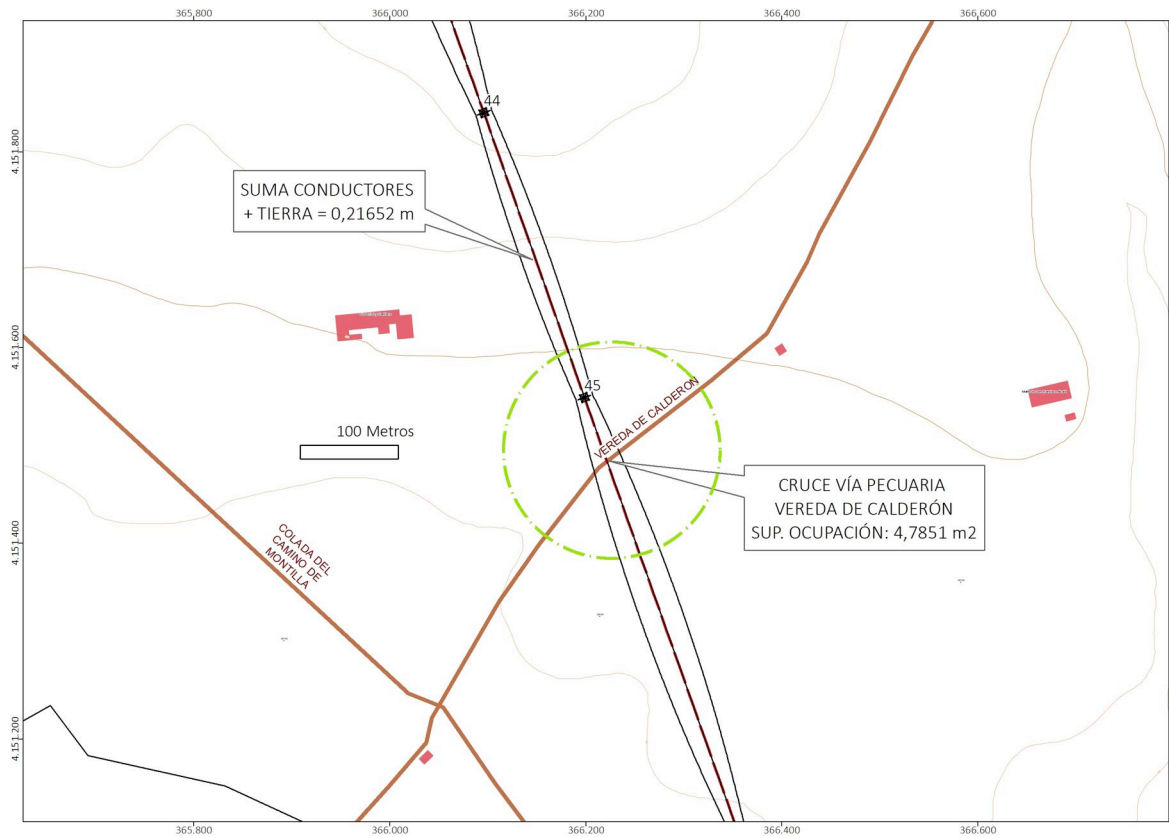 365,800 366,000 366,200 366,400 366,600
44
4.151.800
SUMA CONDUCTORES
+ TIERRA = 0,21652 m
4.151.600
45
VEREDA DE CALDERON
100 Metros
CRUCE VÍA PECUARIA
VEREDA DE CALDERÓN
SUP. OCUPACIÓN: 4,7851 m2
4.151.400
COLADA DEL
CAMINO DE
MONTILLA
4.151.200
365.800 366.000 366,200 366,400 366,600